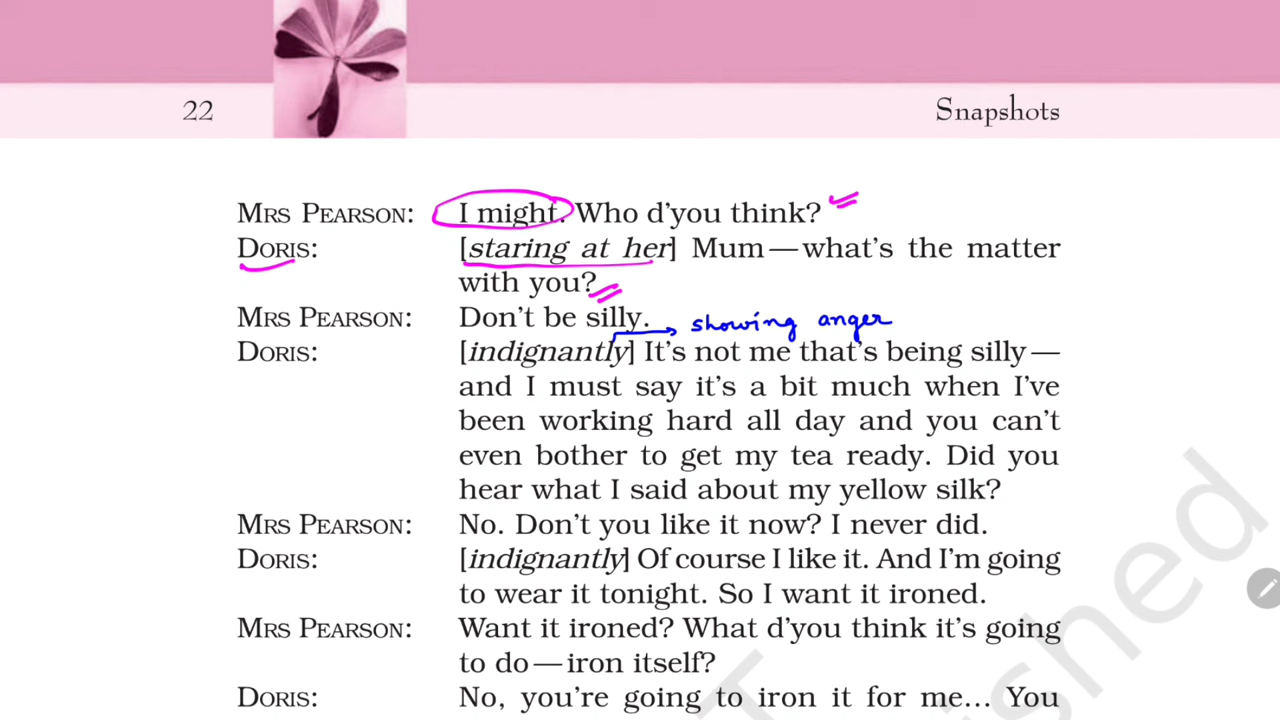 22
Snapshots
MRS PEARSON: I might. Who d'you think?
DORIS: [staring at her] Mum—what's the matter
with you?
MRS PEARSON: Don't be silly.
showing anger
DORIS: [indignantly] It's not me that's being silly—
and I must say it's a bit much when I've
been working hard all day and you can't
even bother to get my tea ready. Did you
hear what I said about my yellow silk?
MRS PEARSON: No. Don't you like it now? I never did.
DORIS: [indignantly] Of course I like it. And I'm going
to wear it tonight. So I want it ironed.
MRS PEARSON: Want it ironed? What d'you think it's going
to do—iron itself?
DORIS: No, you're going to iron it for me... You